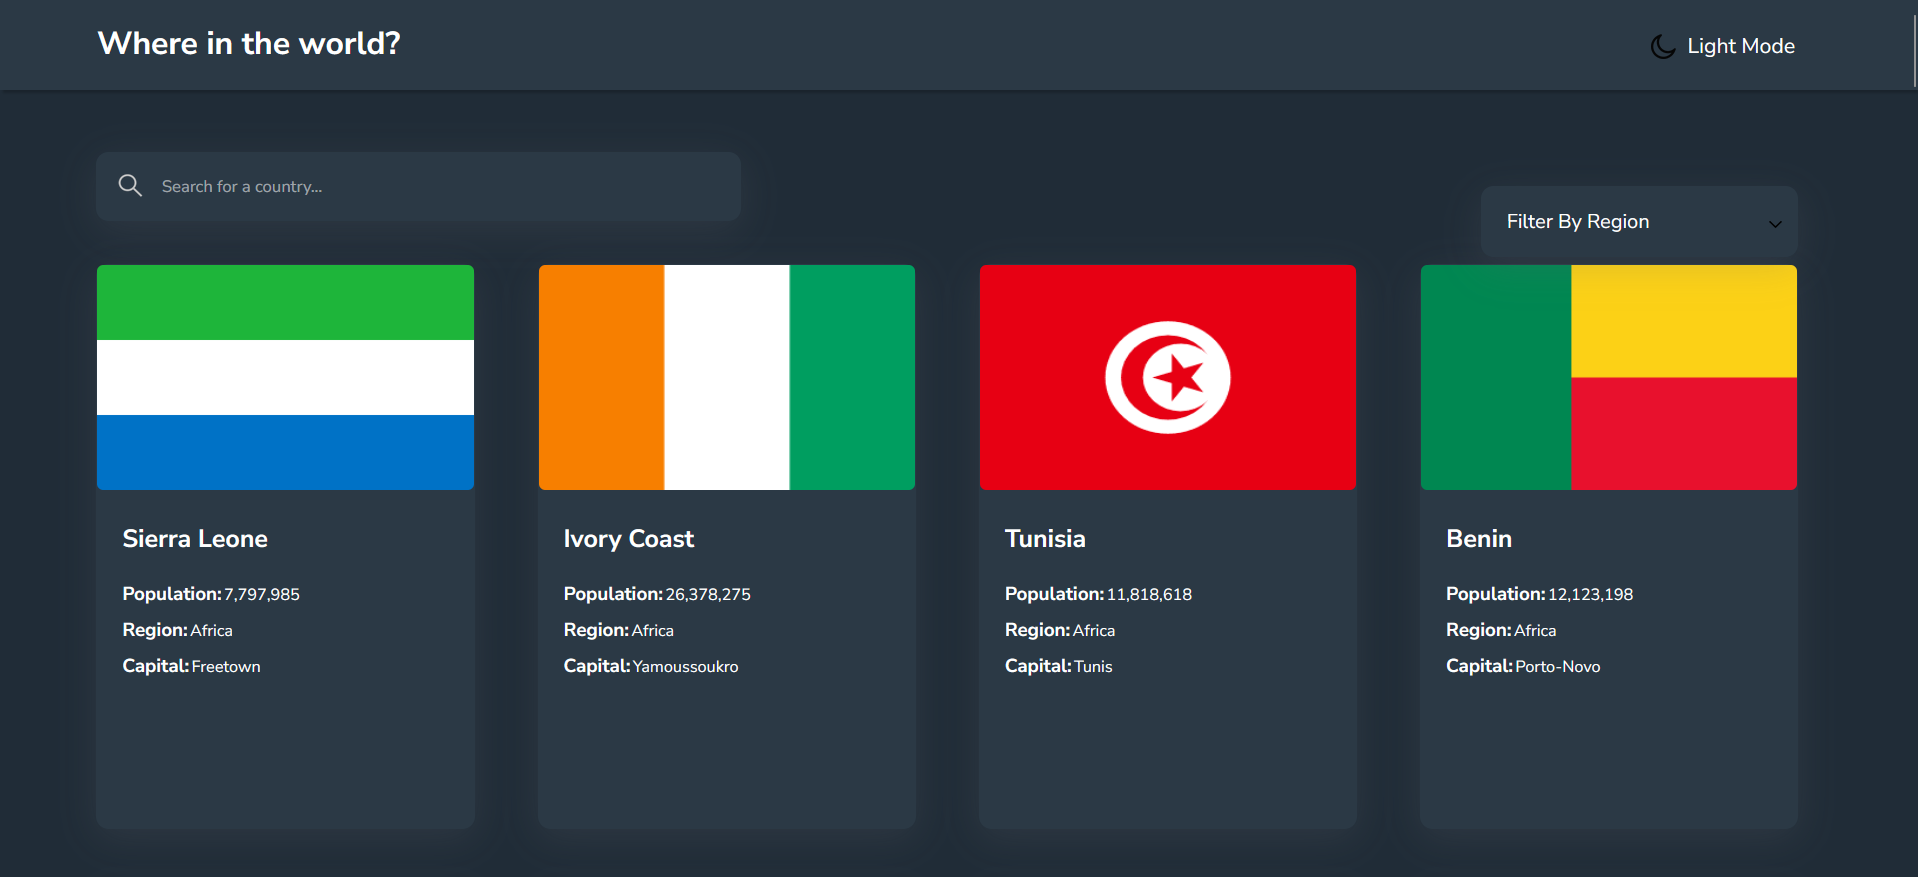 Where in the world?
Light Mode
Search for a country...
Filter By Region
Sierra Leone
Population: 7,797,985
Region: Africa
Capital: Freetown
Ivory Coast
Population: 26,378,275
Region: Africa
Capital: Yamoussoukro
Tunisia
Population: 11,818,618
Region: Africa
Capital: Tunis
Benin
Population: 12,123,198
Region: Africa
Capital: Porto-Novo